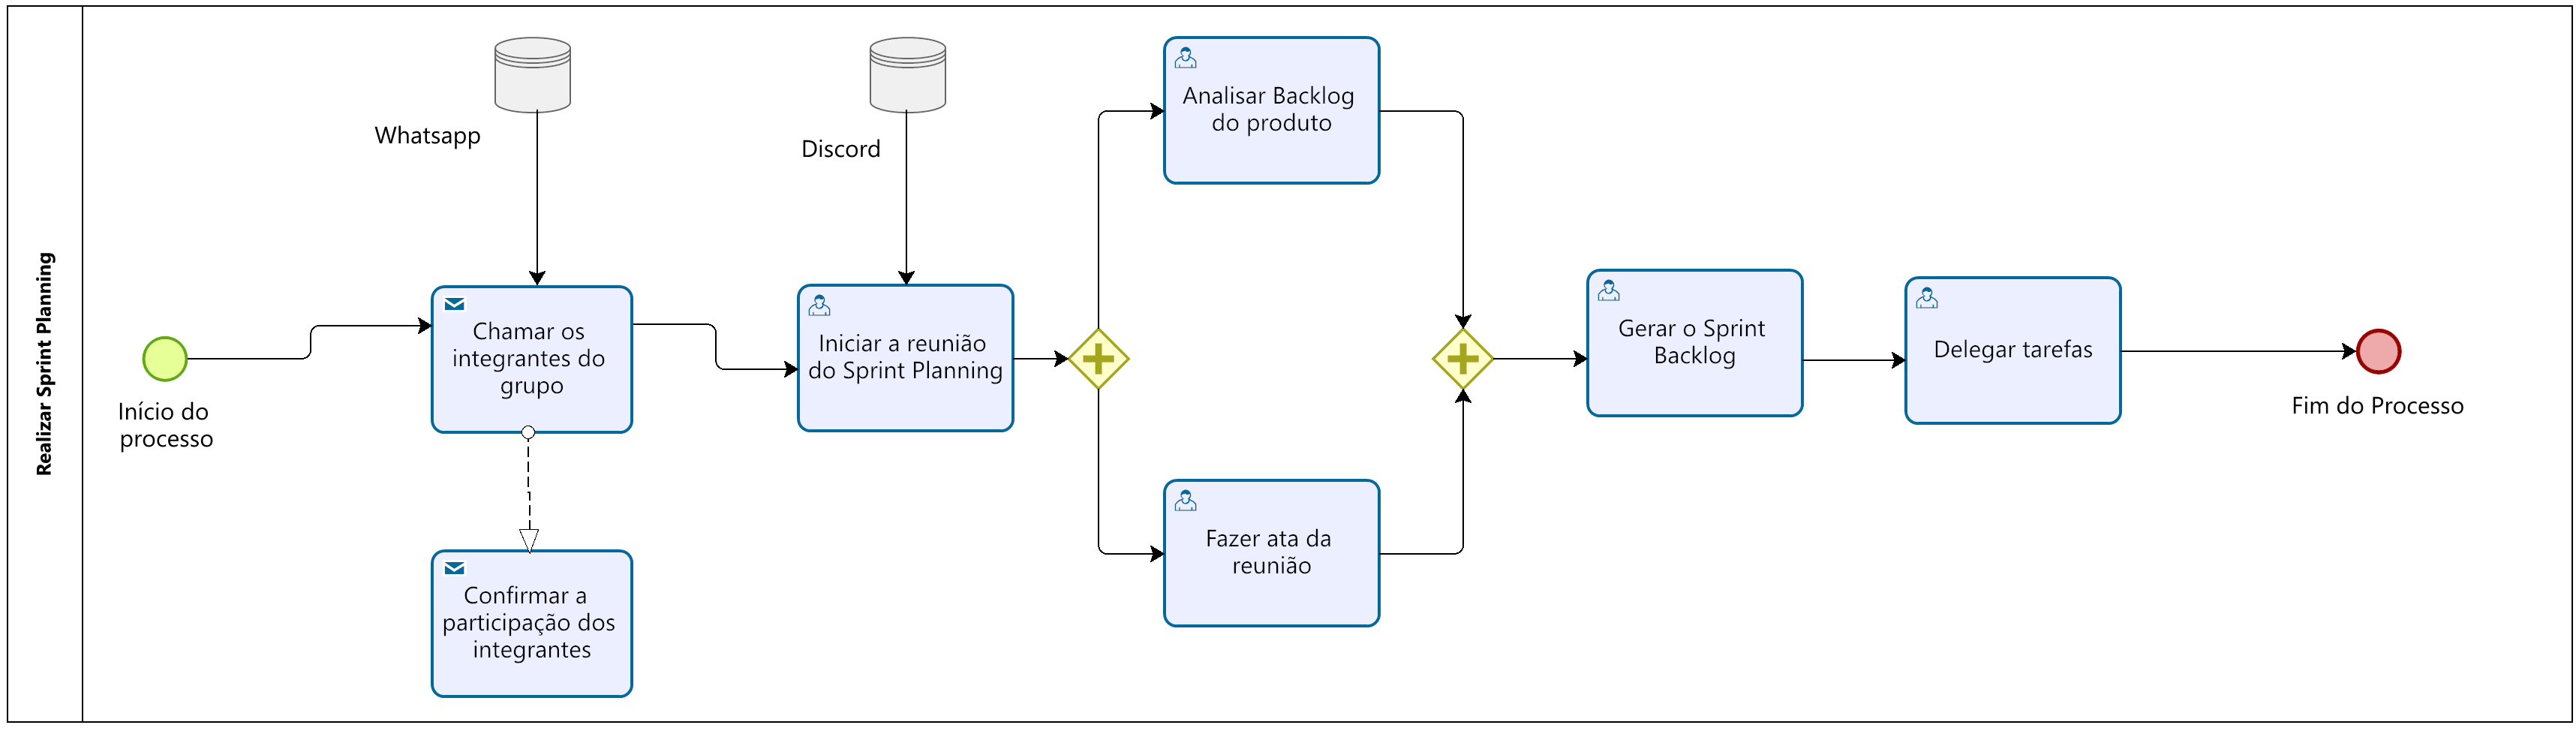 Realizar Sprint Planning
Início do
processo
Whatsapp
Chamar os
integrantes do
grupo
Confirmar a
participação dos
integrantes
Discord
Iniciar a reunião
do Sprint Planning
Analisar Backlog
do produto
Fazer ata da
reunião
Gerar o Sprint
Backlog
Delegar tarefas
Fim do Processo